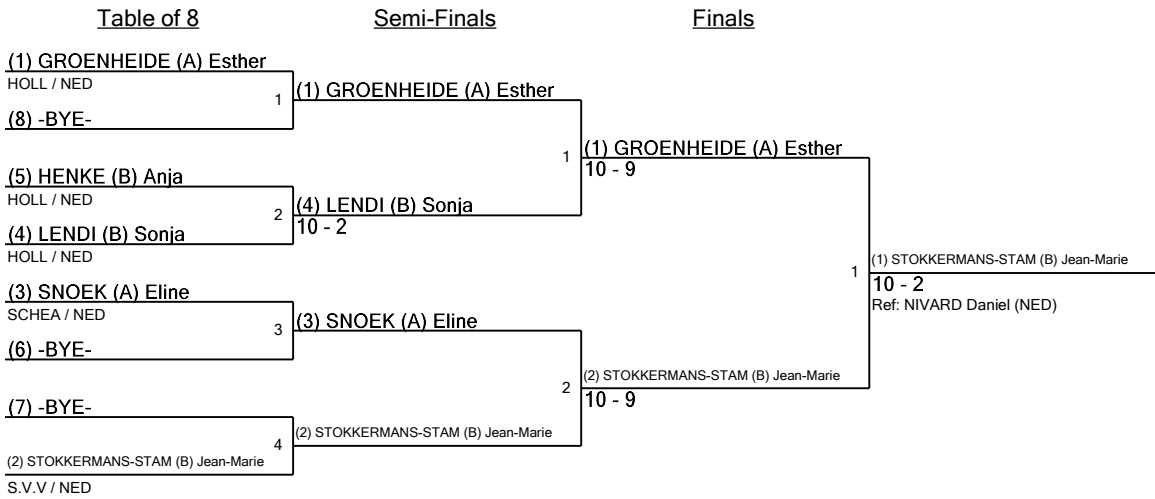 Table of 8
Semi-Finals
Finals
(1) GROENHEIDE (A) Esther
HOLL / NED
(8) -BYE-
(5) HENKE (B) Anja
HOLL / NED
(4) LENDI (B) Sonja
HOLL / NED
(3) SNOEK (A) Eline
SCHEA / NED
(6) -BYE-
(7) -BYE-
(2) STOKKERMANS-STAM (B) Jean-Marie
S.V.V / NED
1
(1) GROENHEIDE (A) Esther
2
(4) LENDI (B) Sonja
10 - 2
3
(3) SNOEK (A) Eline
4
(2) STOKKERMANS-STAM (B) Jean-Marie
1
(1) GROENHEIDE (A) Esther
10 - 9
2
(2) STOKKERMANS-STAM (B) Jean-Marie
10 - 9
1
(1) STOKKERMANS-STAM (B) Jean-Marie
10 - 2
Ref: NIVARD Daniel (NED)